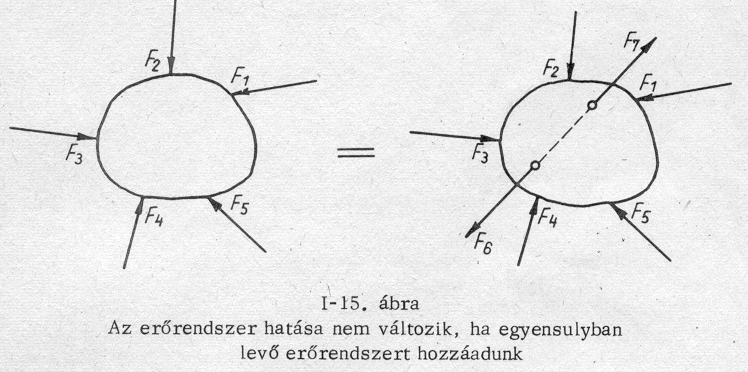 F₂
F₁
F₃
F₄
F₅
=
F₂
F₇
F₁
F₃
F₆
F₄
F₅
I-15. ábra
Az erőrendszer hatása nem változik, ha egyensulyban
levő erőrendszert hozzáadunk